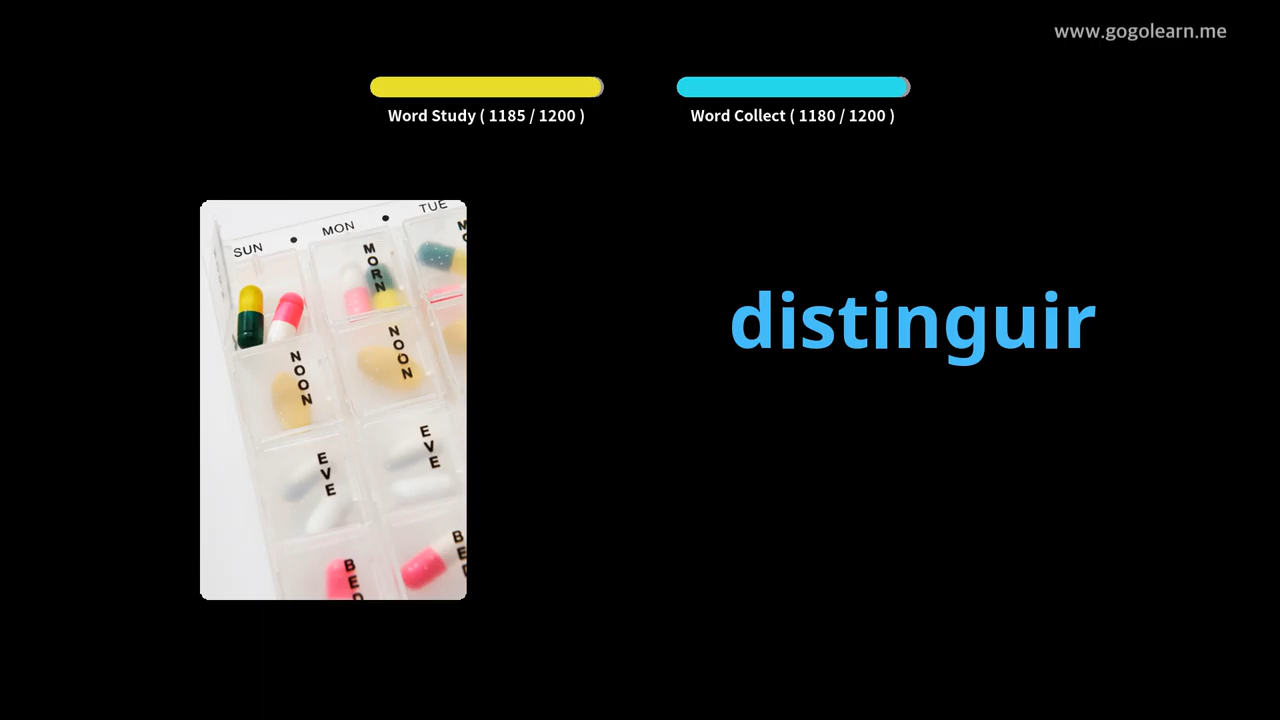 www.gogolearn.me
Word Study ( 1185 / 1200 )
Word Collect ( 1180 / 1200 )
distinguir
SUN • MON • TUE
MORN
NOON
NOON
EVE
EVE
BED